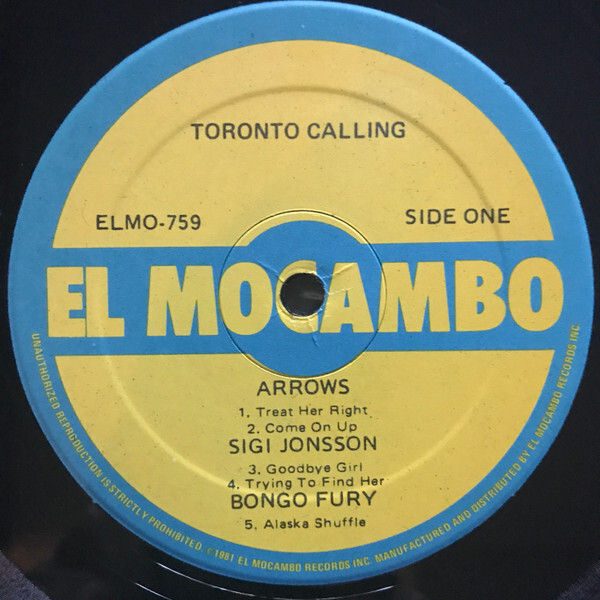 TORONTO CALLING
ELMO-759
SIDE ONE
EL MOCAMBO
ARROWS
1. Treat Her Right
2. Come On Up
SIGI JONSSON
3. Goodbye Girl
4. Trying To Find Her
BONGO FURY
5. Alaska Shuffle
UNAUTHORIZED REPRODUCTION IS STRICTLY PROHIBITED. ©1981 EL MOCAMBO RECORDS INC. MANUFACTURED AND DISTRIBUTED BY EL MOCAMBO RECORDS INC